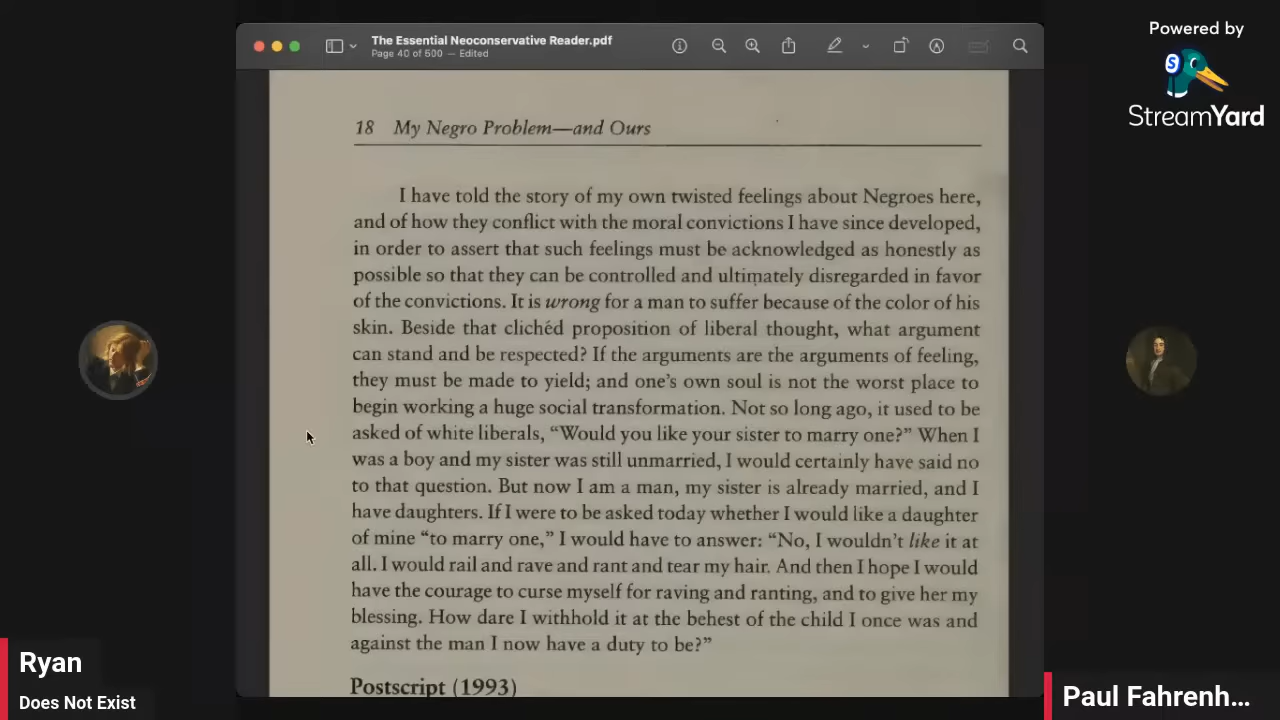 The Essential Neoconservative Reader.pdf
Page 40 of 500 — Edited
Powered by
StreamYard
18 My Negro Problem—and Ours
I have told the story of my own twisted feelings about Negroes here,
and of how they conflict with the moral convictions I have since developed,
in order to assert that such feelings must be acknowledged as honestly as
possible so that they can be controlled and ultimately disregarded in favor
of the convictions. It is wrong for a man to suffer because of the color of his
skin. Beside that clichéd proposition of liberal thought, what argument
can stand and be respected? If the arguments are the arguments of feeling,
they must be made to yield; and one's own soul is not the worst place to
begin working a huge social transformation. Not so long ago, it used to be
asked of white liberals, “Would you like your sister to marry one?” When I
was a boy and my sister was still unmarried, I would certainly have said no
to that question. But now I am a man, my sister is already married, and I
have daughters. If I were to be asked today whether I would like a daughter
of mine “to marry one,” I would have to answer: “No, I wouldn't like it at
all. I would rail and rave and rant and tear my hair. And then I hope I would
have the courage to curse myself for raving and ranting, and to give her my
blessing. How dare I withhold it at the behest of the child I once was and
against the man I now have a duty to be?”
Postscript (1993)
Ryan
Does Not Exist
Paul Fahrenh...